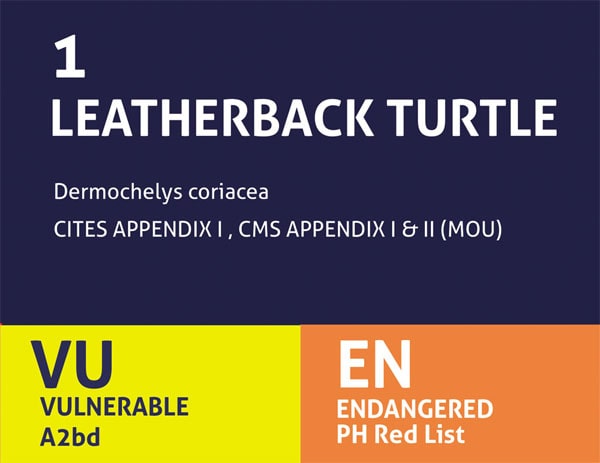 1
LEATHERBACK TURTLE
Dermochelys coriacea
CITES APPENDIX I , CMS APPENDIX I & II (MOU)
VU
VULNERABLE
A2bd
EN
ENDANGERED
PH Red List